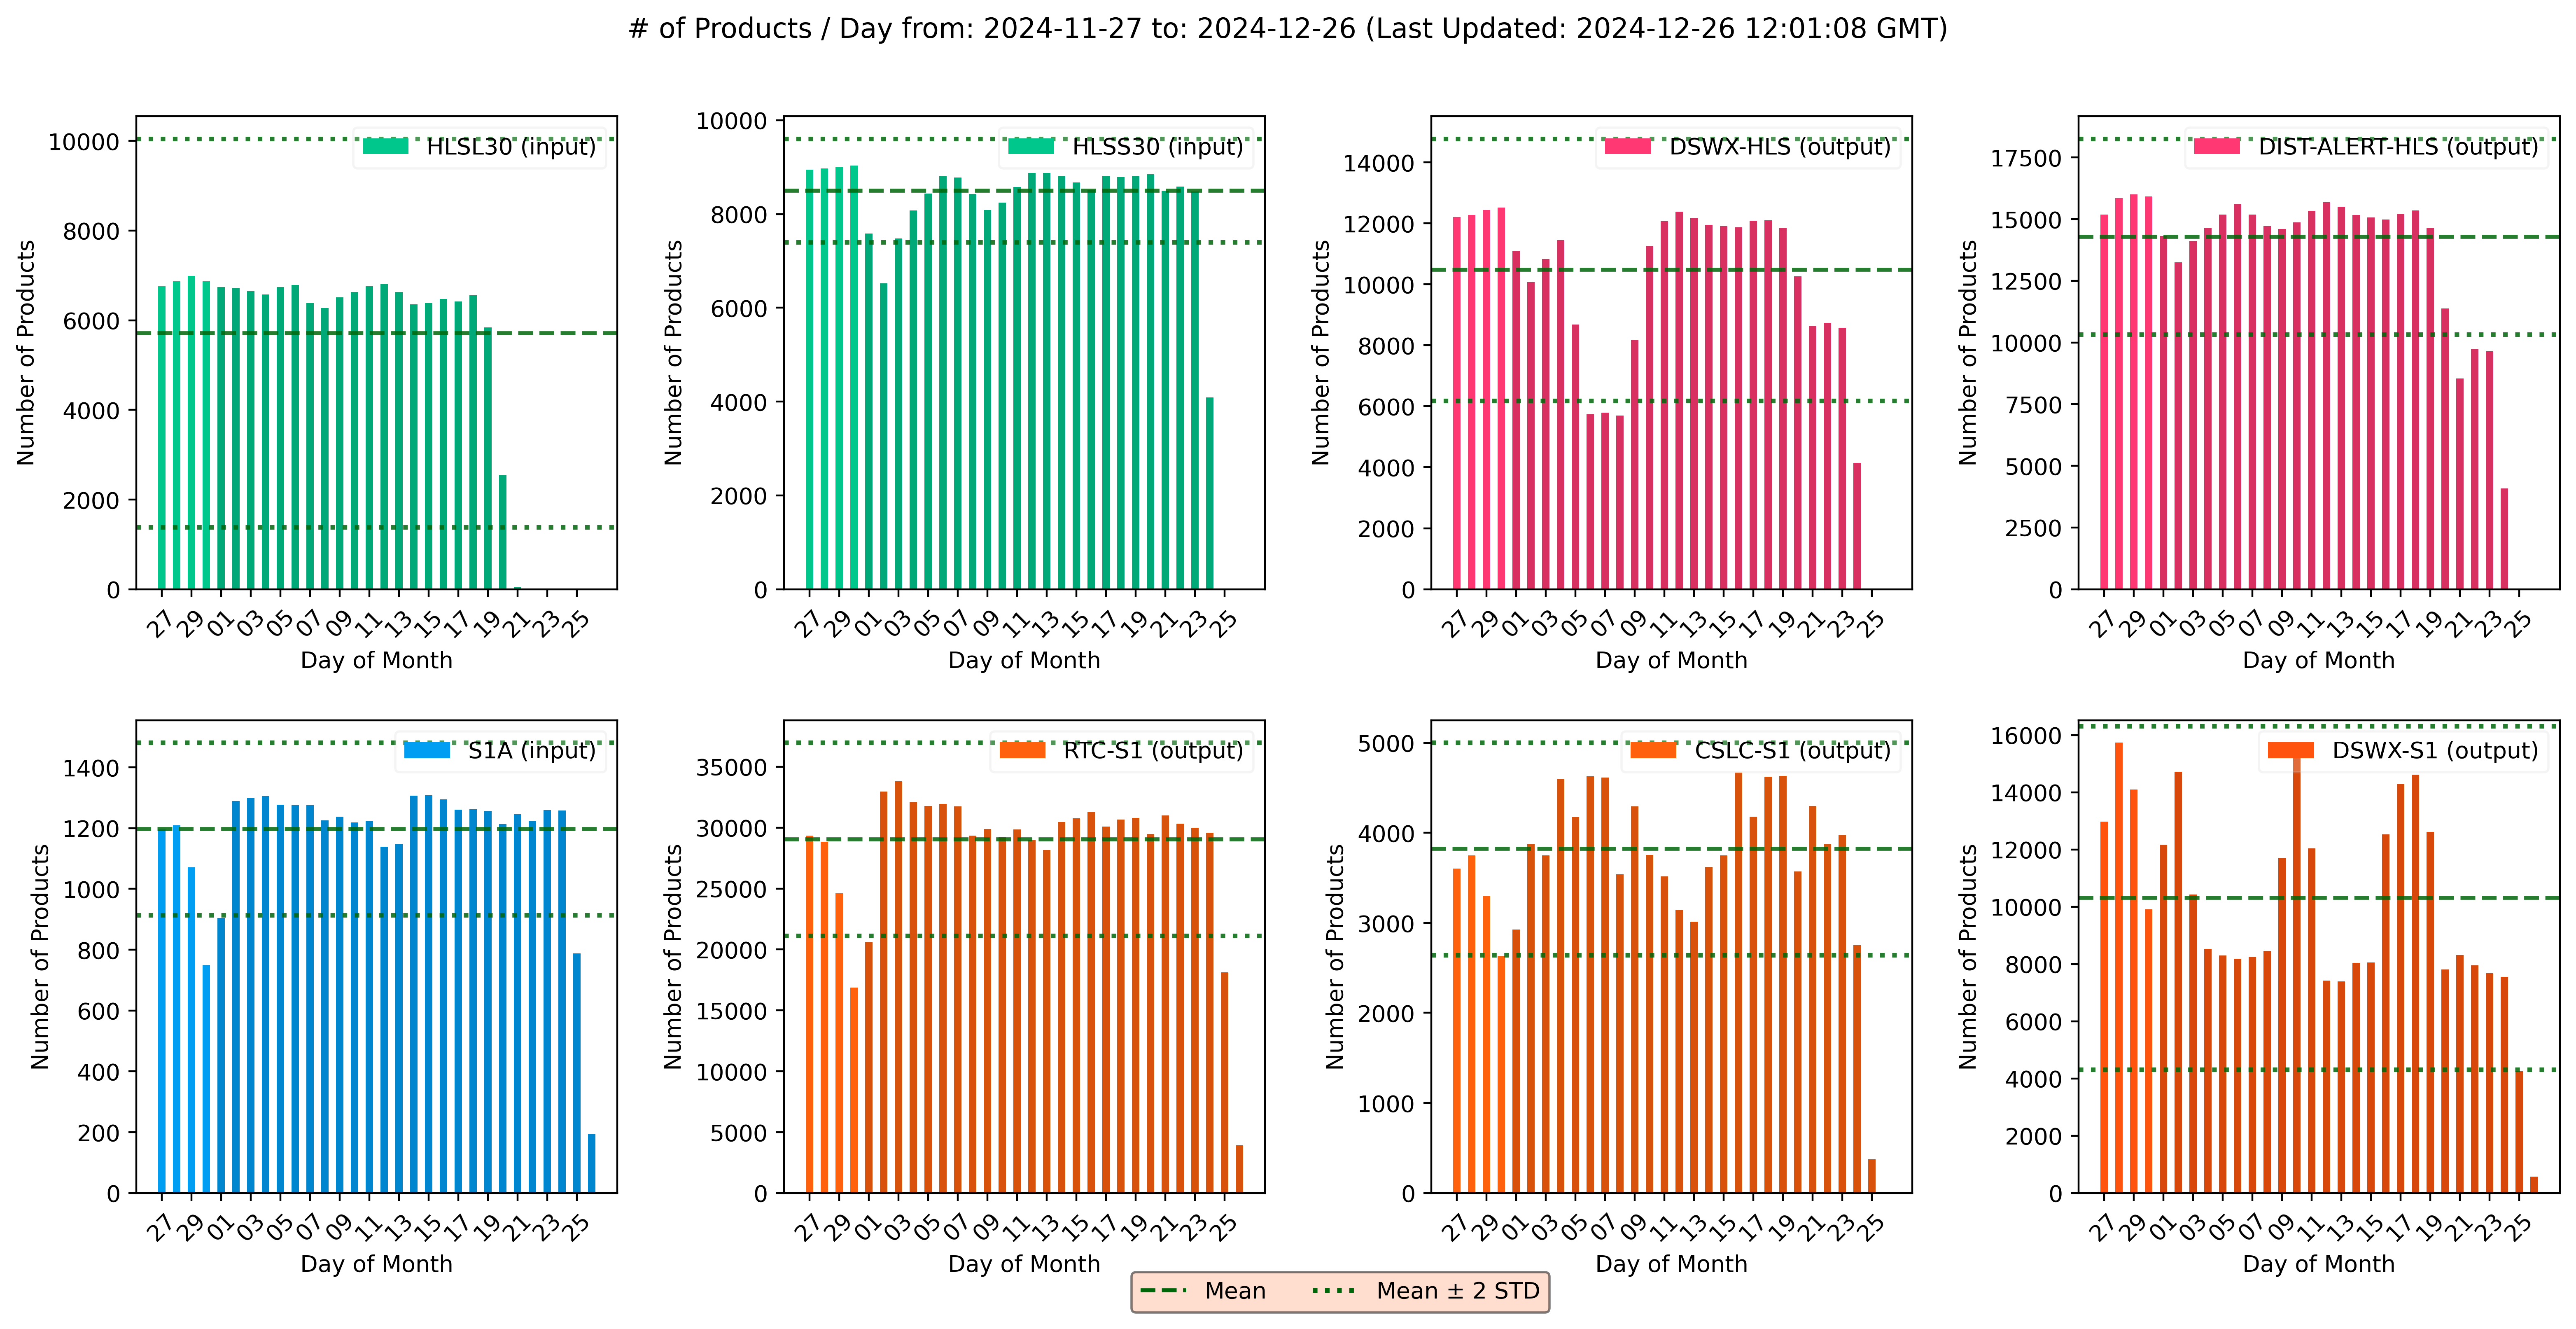 # of Products / Day from: 2024-11-27 to: 2024-12-26 (Last Updated: 2024-12-26 12:01:08 GMT)
Number of Products
10000
8000
6000
4000
2000
0
HLSL30 (input)
27 29 01 03 05 07 09 11 13 15 17 19 21 23 25
Day of Month
Number of Products
10000
8000
6000
4000
2000
0
HLSS30 (input)
27 29 01 03 05 07 09 11 13 15 17 19 21 23 25
Day of Month
Number of Products
14000
12000
10000
8000
6000
4000
2000
0
DSWX-HLS (output)
27 29 01 03 05 07 09 11 13 15 17 19 21 23 25
Day of Month
Number of Products
17500
15000
12500
10000
7500
5000
2500
0
DIST-ALERT-HLS (output)
27 29 01 03 05 07 09 11 13 15 17 19 21 23 25
Day of Month
Number of Products
1400
1200
1000
800
600
400
200
0
S1A (input)
27 29 01 03 05 07 09 11 13 15 17 19 21 23 25
Day of Month
Number of Products
35000
30000
25000
20000
15000
10000
5000
0
RTC-S1 (output)
27 29 01 03 05 07 09 11 13 15 17 19 21 23 25
Day of Month
Number of Products
5000
4000
3000
2000
1000
0
CSLC-S1 (output)
27 29 01 03 05 07 09 11 13 15 17 19 21 23 25
Day of Month
Number of Products
16000
14000
12000
10000
8000
6000
4000
2000
0
DSWX-S1 (output)
27 29 01 03 05 07 09 11 13 15 17 19 21 23 25
Day of Month
Mean
Mean ± 2 STD